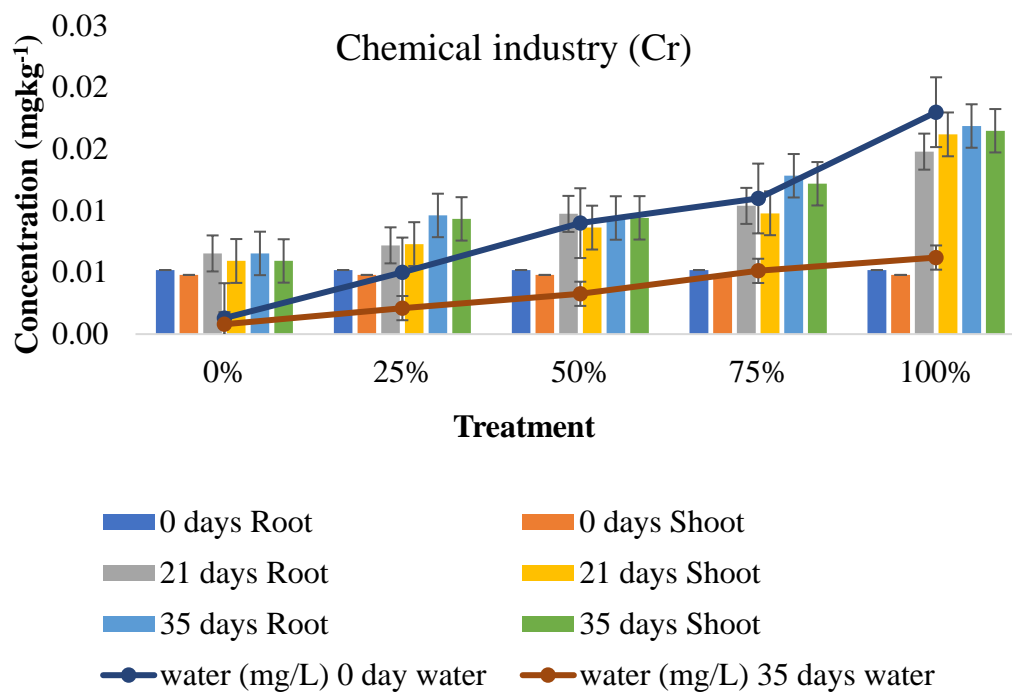 Chemical industry (Cr)
Concentration (mgkg⁻¹)
0.03
0.02
0.02
0.01
0.01
0.00
0% 25% 50% 75% 100%
Treatment
0 days Root 0 days Shoot
21 days Root 21 days Shoot
35 days Root 35 days Shoot
water (mg/L) 0 day water water (mg/L) 35 days water